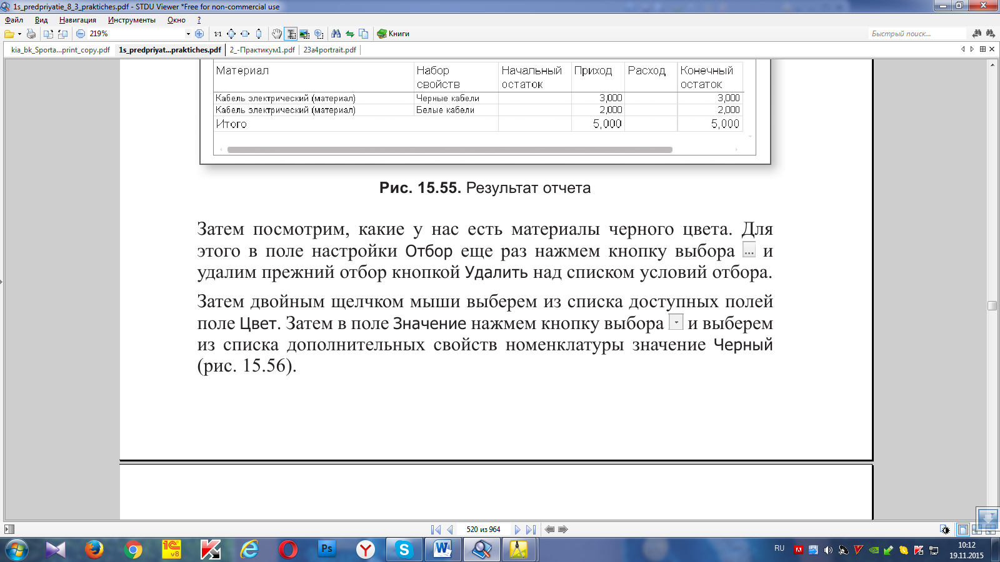 1s_predpriyatie_8_3_praktiches.pdf - STDU Viewer *Free for non-commercial use
Файл Вид Навигация Инструменты Окно ?
219% 1:1 Книги Быстрый поиск...
kia_bk_Sporta...print_copy.pdf 1s_predpriyat...praktiches.pdf 2_-Практикум1.pdf 23a4portrait.pdf
Материал Набор свойств Начальный остаток Приход Расход Конечный остаток
Кабель электрический (материал) Черные кабели 3,000 3,000
Кабель электрический (материал) Белые кабели 2,000 2,000
Итого 5,000 5,000
Рис. 15.55. Результат отчета
Затем посмотрим, какие у нас есть материалы черного цвета. Для
этого в поле настройки Отбор еще раз нажмем кнопку выбора ... и
удалим прежний отбор кнопкой Удалить над списком условий отбора.
Затем двойным щелчком мыши выберем из списка доступных полей
поле Цвет. Затем в поле Значение нажмем кнопку выбора и выберем
из списка дополнительных свойств номенклатуры значение Черный
(рис. 15.56).
520 из 964
1С v8 Ps RU 10:12
19.11.2015